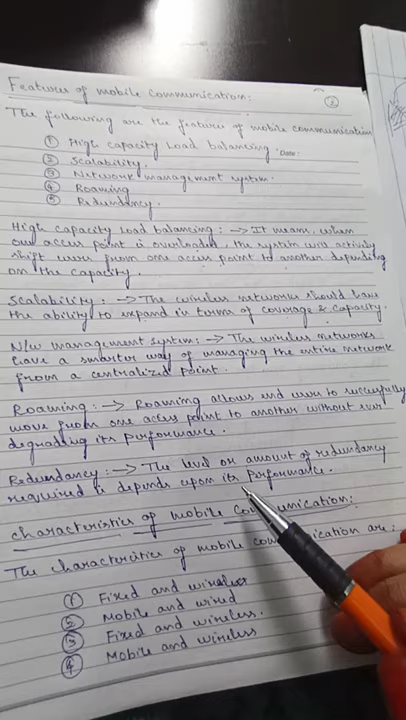 Features of mobile communication:
②
The following are the features of mobile communication
① High capacity Load balancing.
Date:
② Scalability.
③ Network management system.
④ Roaming
⑤ Redundancy.
High capacity Load balancing: → It means, when
one access point is overloaded, the system will actively
shift users from one access point to another depending
on the capacity.
Scalability: → The wireless networks should have
the ability to expand in terms of coverage & capacity.
N/w management system: → The wireless networks
have a smarter way of managing the entire network
from a centralized point.
Roaming: → Roaming allows end users to successfully
move from one access point to another without ever
degrading its performance.
Redundancy: → The level or amount of redundancy
required is depends upon its performance.
characteristics of mobile communication:
The characteristics of mobile communication are:
① Fixed and wired
② Mobile and wired
③ Fixed and wireless.
④ Mobile and wireless